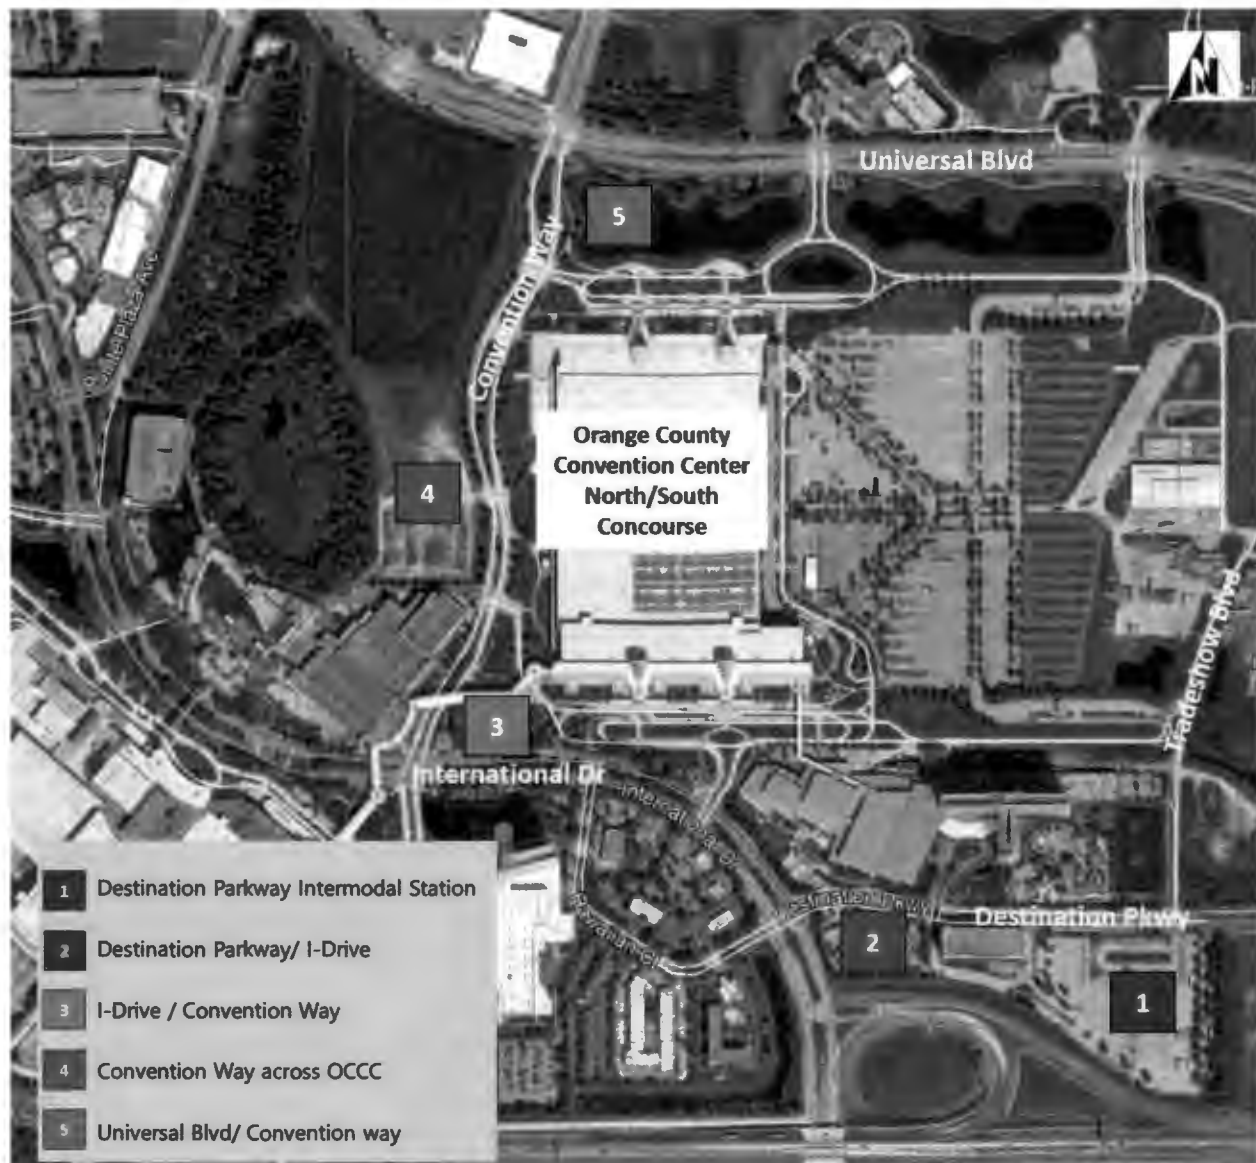 N
Universal Blvd
5
Convention Way
Orange County
Convention Center
North/South
Concourse
4
Tradeshow Blvd
3
International Dr
International Dr
Destination Pkwy
Destination Pkwy
2
1
1 Destination Parkway Intermodal Station
2 Destination Parkway/ I-Drive
3 I-Drive / Convention Way
4 Convention Way across OCCC
5 Universal Blvd/ Convention way